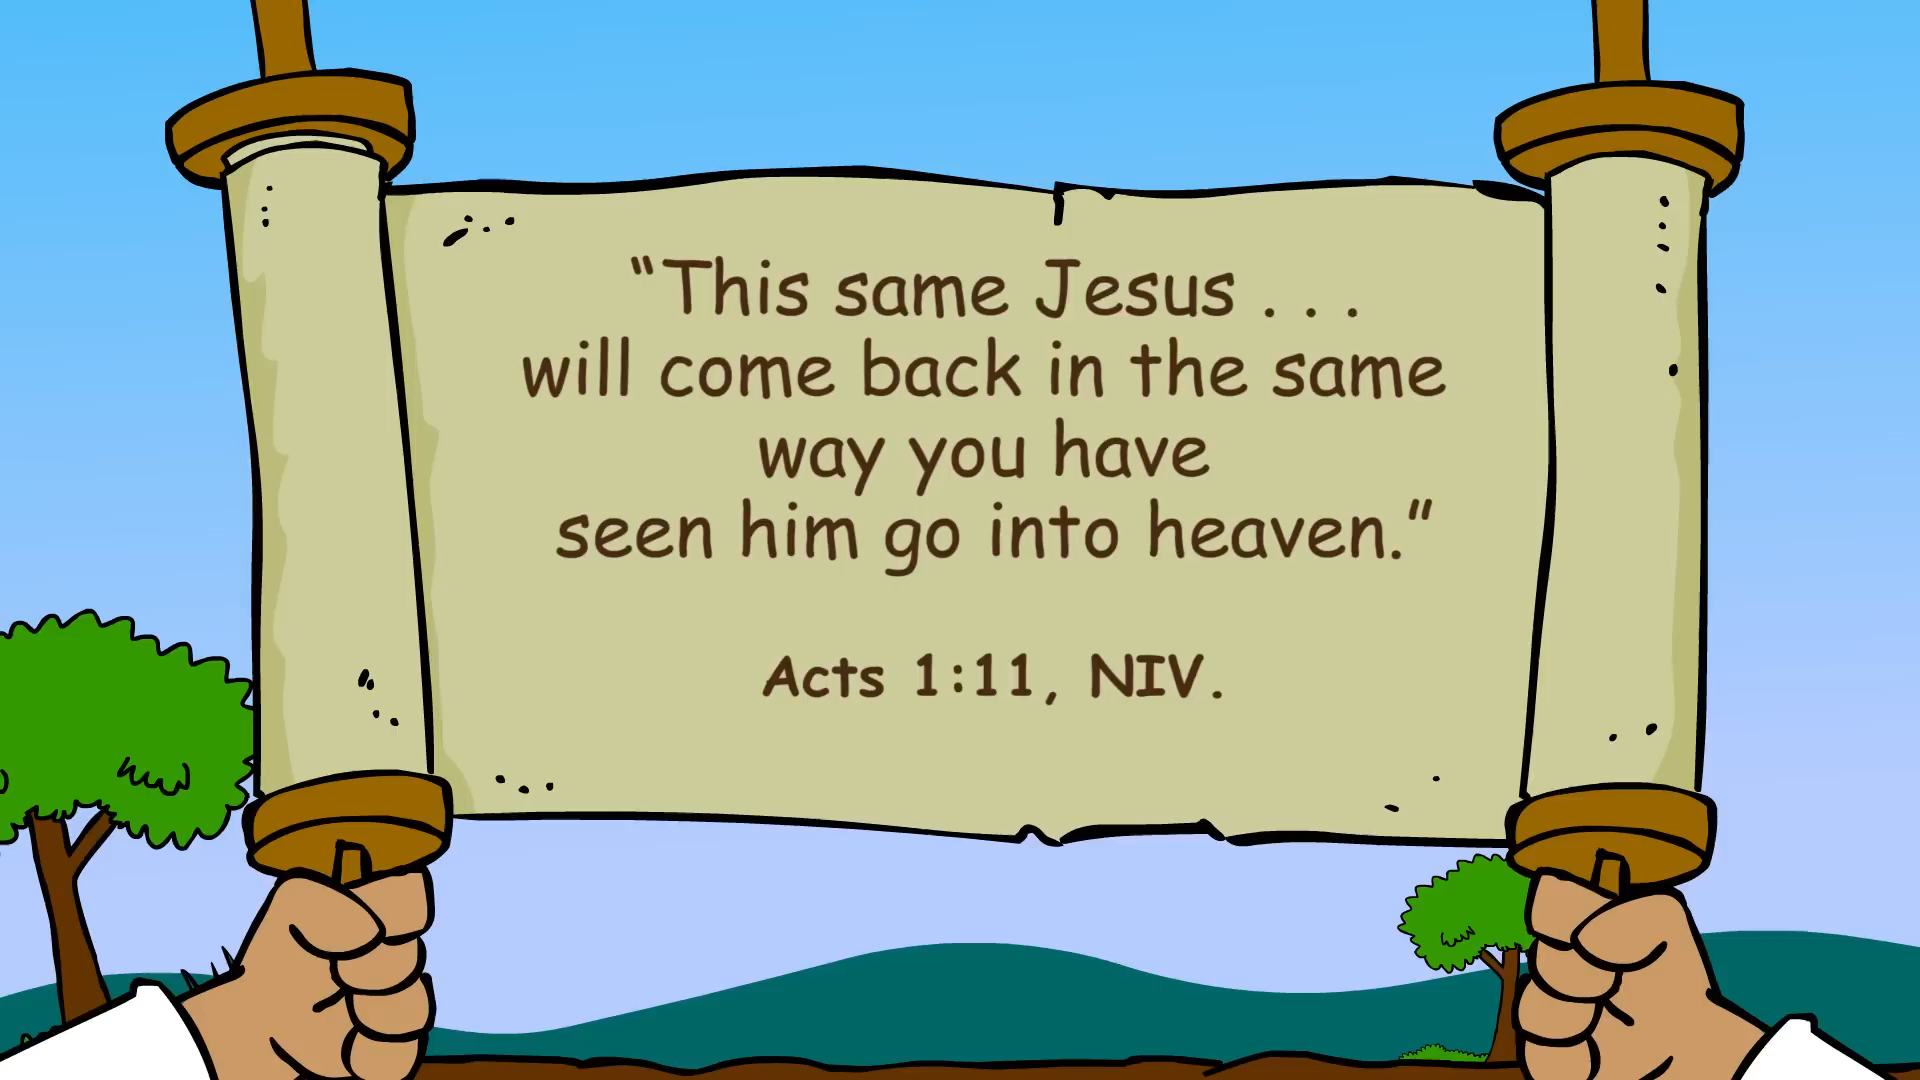 “This same Jesus . . .
will come back in the same
way you have
seen him go into heaven.”
Acts 1:11, NIV.